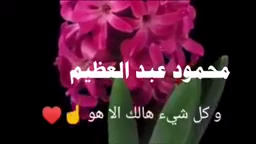 محمود عبد العظيم
و كل شيء هالك الا هو ☝️❤️